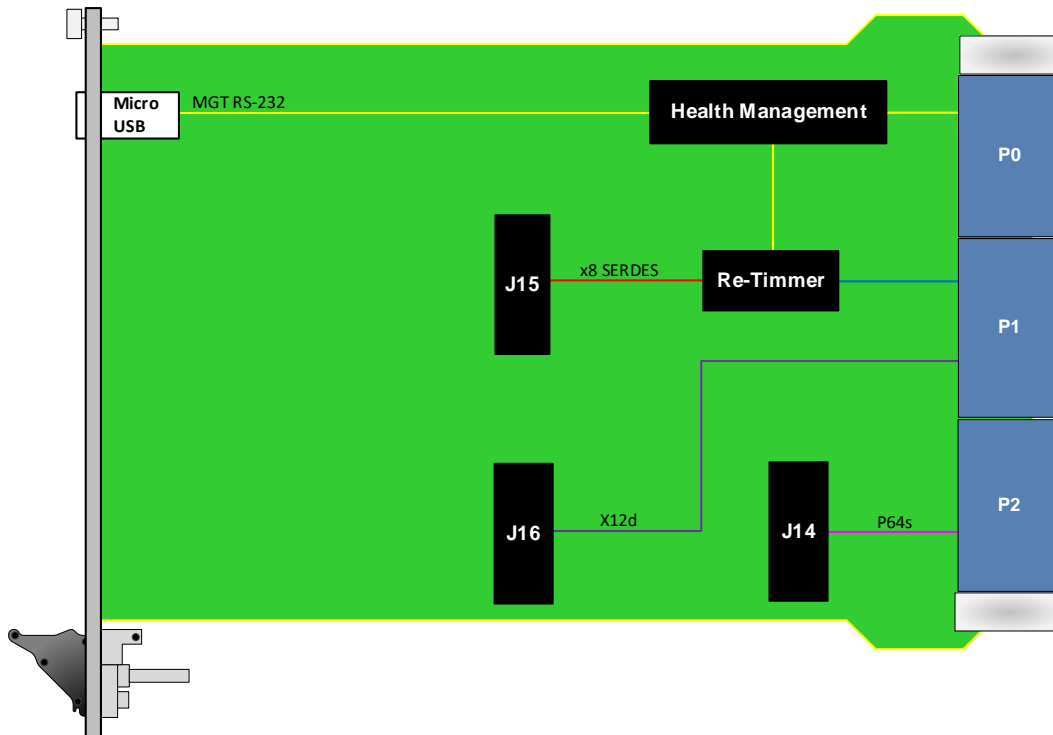 Micro
USB
MGT RS-232
Health Management
P0
J15
x8 SERDES
Re-Timmer
P1
J16
X12d
J14
P64s
P2